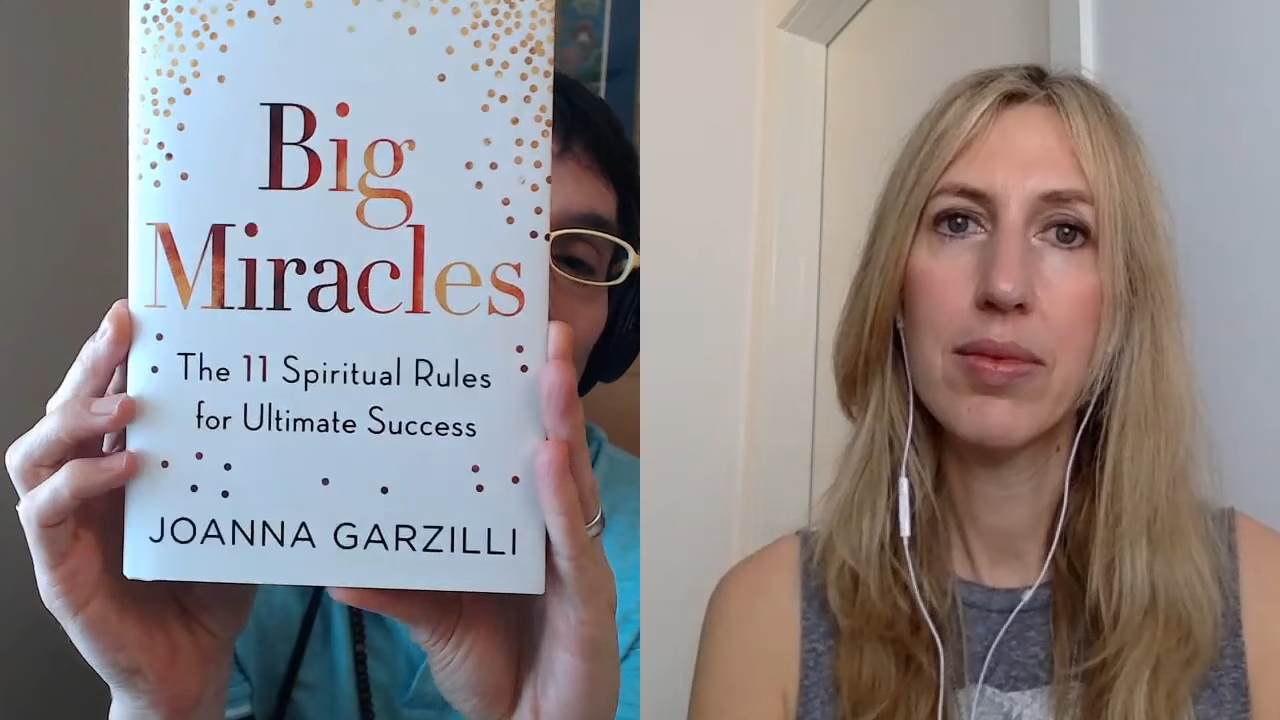 Big
Miracles
The 11 Spiritual Rules
for Ultimate Success
JOANNA GARZILLI